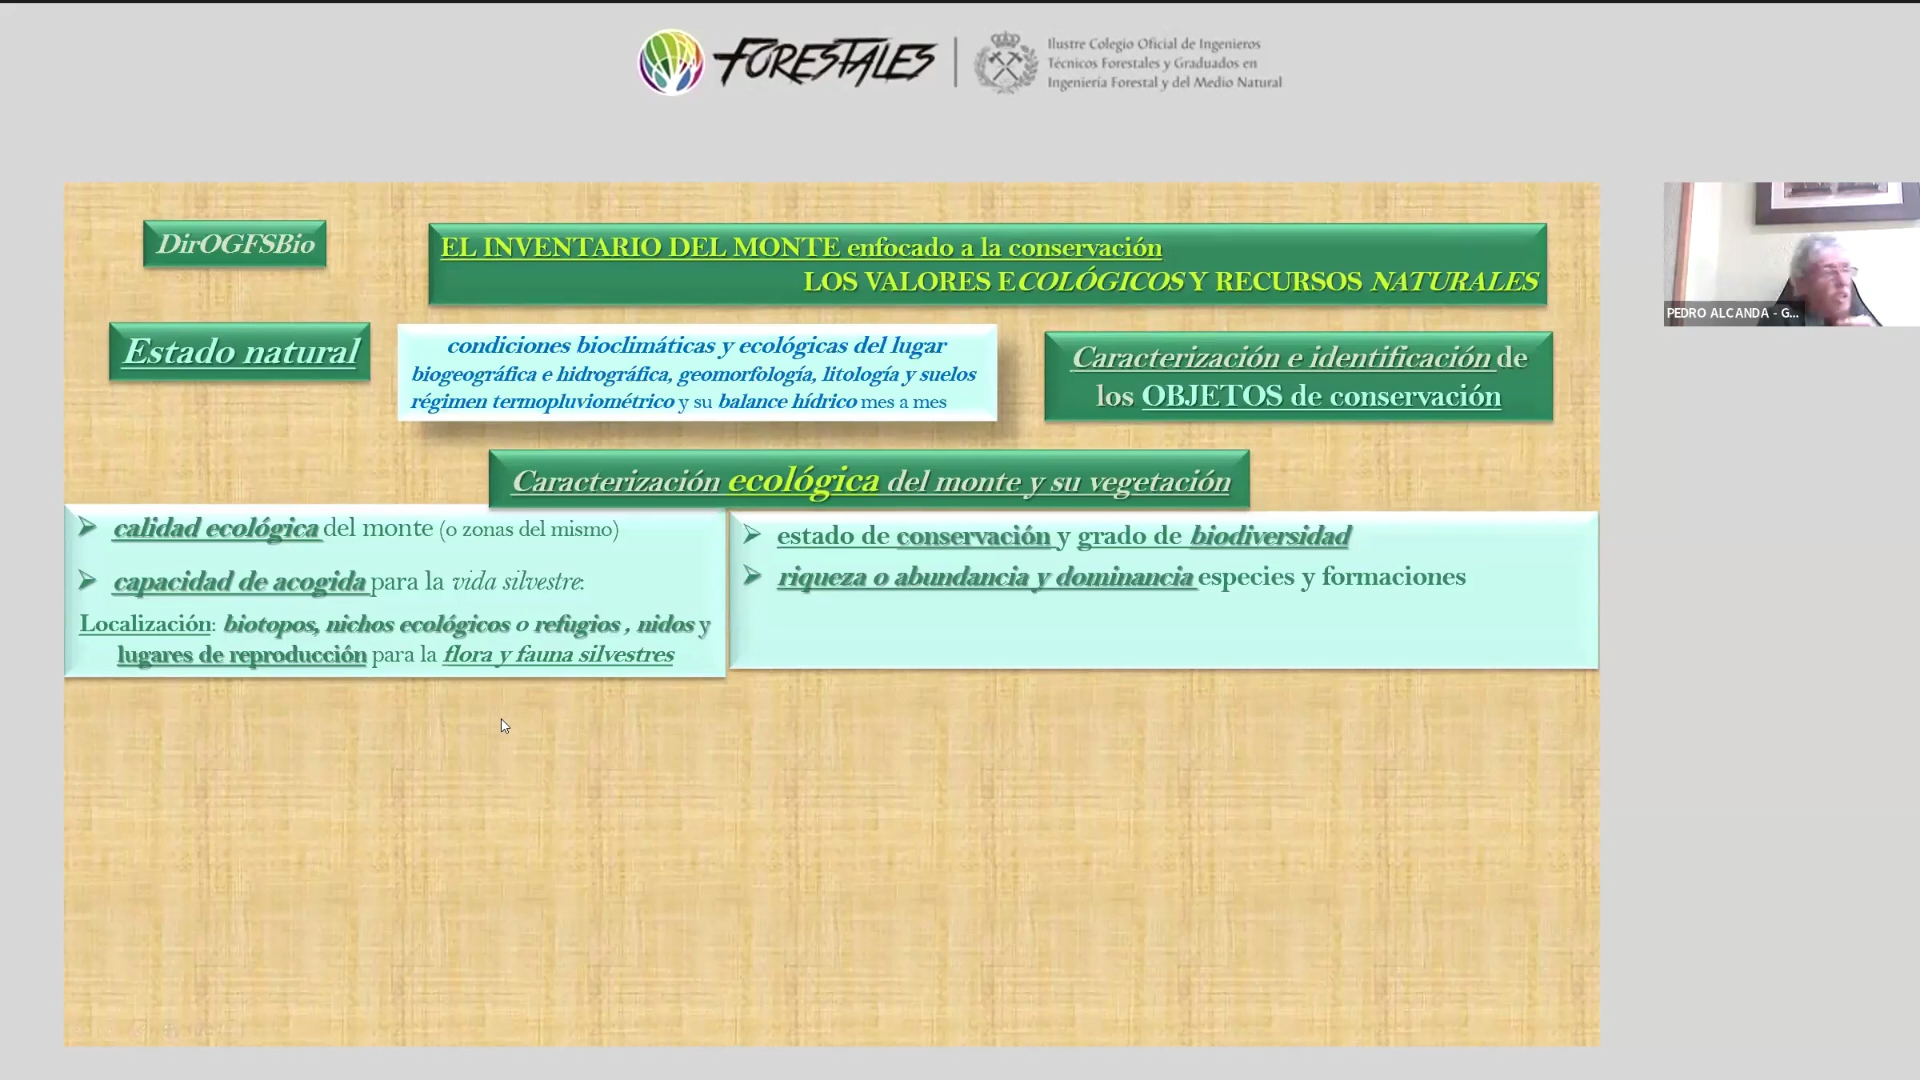 FORESTALES
Ilustre Colegio Oficial de Ingenieros
Técnicos Forestales y Graduados en
Ingeniería Forestal y del Medio Natural
DirOGFSBio
EL INVENTARIO DEL MONTE enfocado a la conservación
LOS VALORES ECOLÓGICOS Y RECURSOS NATURALES
Estado natural
condiciones bioclimáticas y ecológicas del lugar
biogeográfica e hidrográfica, geomorfología, litología y suelos
régimen termopluviométrico y su balance hídrico mes a mes
Caracterización e identificación de
los OBJETOS de conservación
Caracterización ecológica del monte y su vegetación
➢ calidad ecológica del monte (o zonas del mismo)
➢ capacidad de acogida para la vida silvestre:
Localización: biotopos, nichos ecológicos o refugios , nidos y
lugares de reproducción para la flora y fauna silvestres
➢ estado de conservación y grado de biodiversidad
➢ riqueza o abundancia y dominancia especies y formaciones
PEDRO ALCANDA - G...